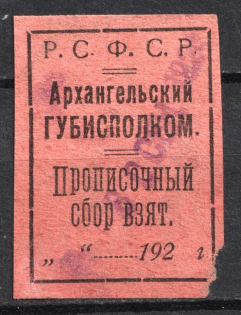 Р. С. Ф. С. Р.
Архангельский
ГУБИСПОЛКОМ.
Прописочный
сбор взят.
„ “.........192 г.